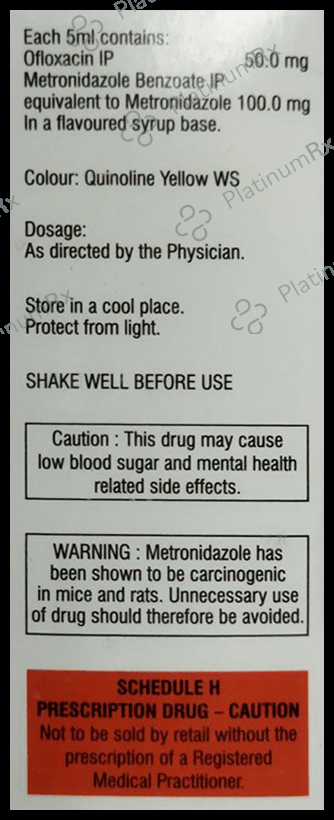 Each 5ml contains:
Ofloxacin IP 50.0 mg
Metronidazole Benzoate IP
equivalent to Metronidazole 100.0 mg
In a flavoured syrup base.
Colour: Quinoline Yellow WS
Dosage:
As directed by the Physician.
Store in a cool place.
Protect from light.
SHAKE WELL BEFORE USE
Caution : This drug may cause
low blood sugar and mental health
related side effects.
WARNING : Metronidazole has
been shown to be carcinogenic
in mice and rats. Unnecessary use
of drug should therefore be avoided.
SCHEDULE H
PRESCRIPTION DRUG – CAUTION
Not to be sold by retail without the
prescription of a Registered
Medical Practitioner.
PlatinumRx
PlatinumRx
PlatinumRx